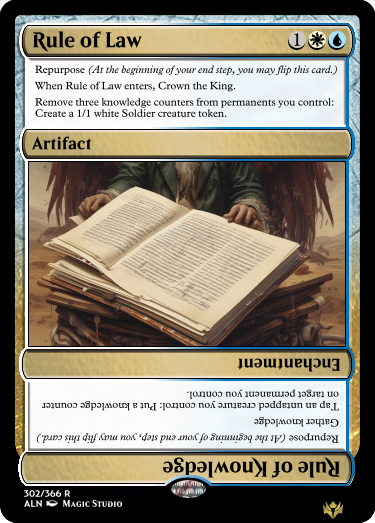 Rule of Law 1
Repurpose (At the beginning of your end step, you may flip this card.)
When Rule of Law enters, Crown the King.
Remove three knowledge counters from permanents you control:
Create a 1/1 white Soldier creature token.
Artifact
Rule of Knowledge
Repurpose (At the beginning of your end step, you may flip this card.)
Gather knowledge
Tap an untapped creature you control: Put a knowledge counter
on target permanent you control.
Enchantment
302/366 R
ALN Magic Studio